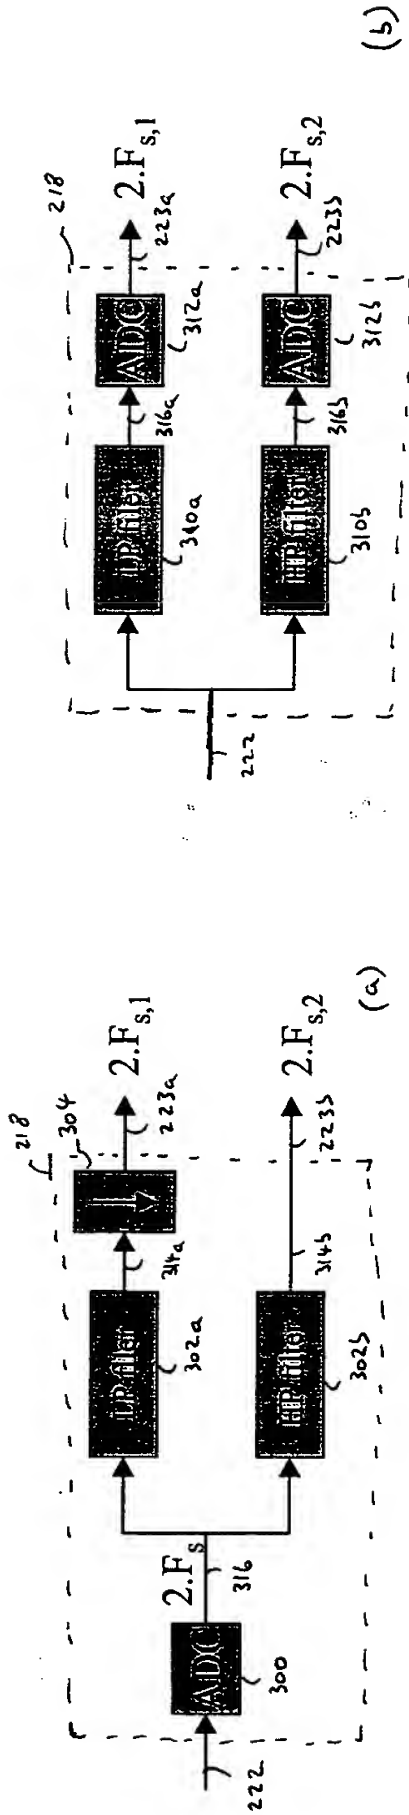 222
ADC
300
2.F_s
316
LP filter
302a
HP filter
302b
314a
304
218
314b
223a
2.F_s,1
223b
2.F_s,2
(a)
222
LP filter
310a
HP filter
310b
316a
316b
ADC
312a
ADC
312b
218
223a
2.F_s,1
223b
2.F_s,2
(b)